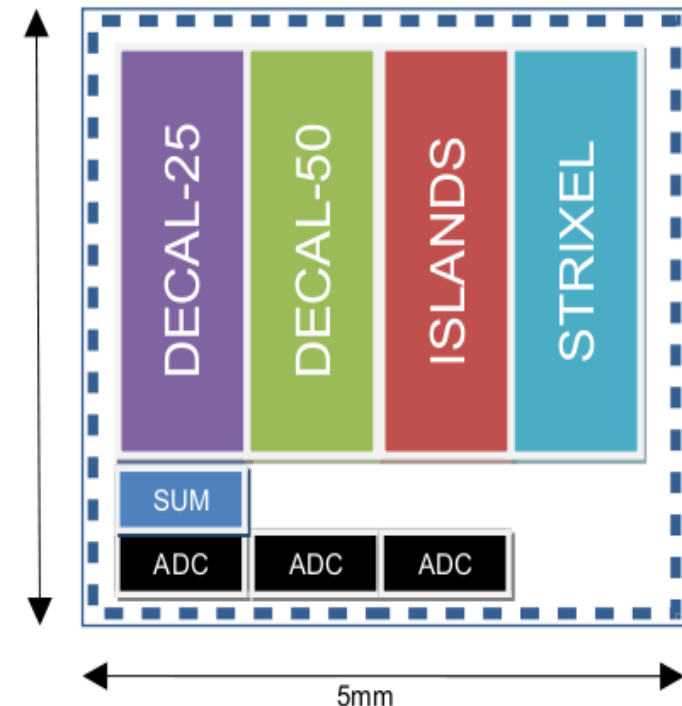 DECAL-25
DECAL-50
ISLANDS
STRIXEL
SUM
ADC
ADC
ADC
5mm